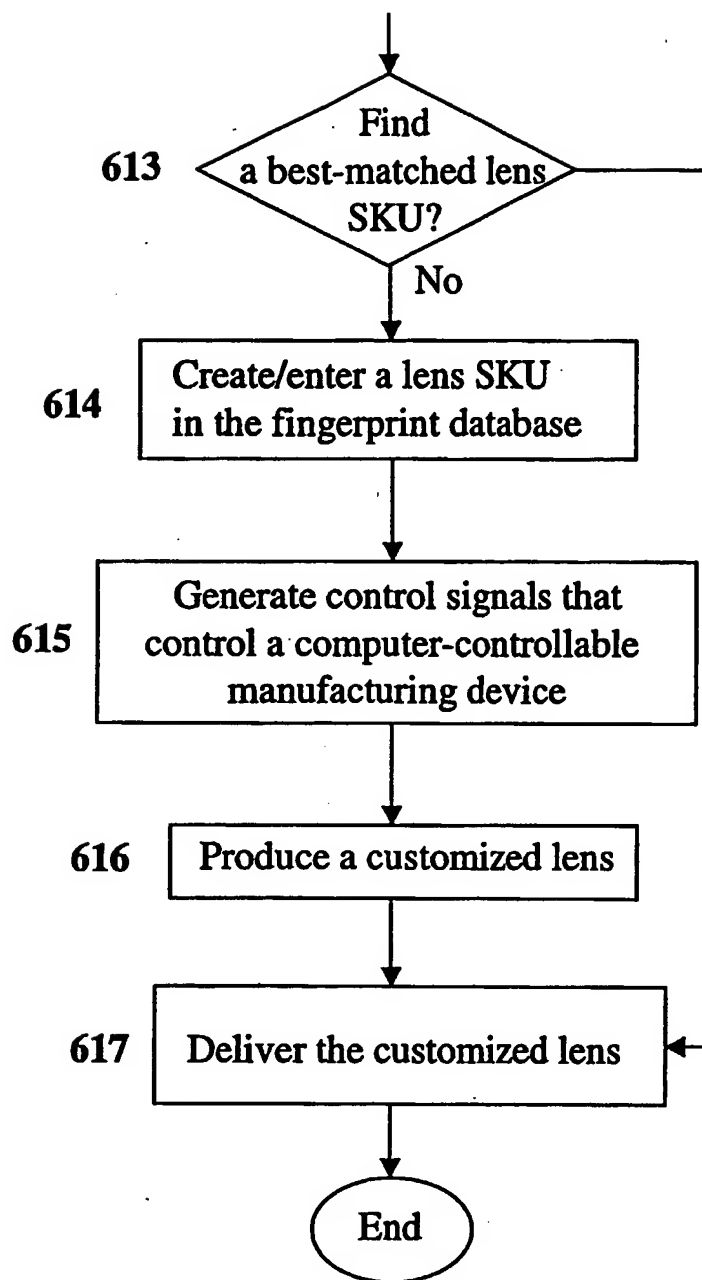 Find
613
a best-matched lens
SKU?
No
614
Create/enter a lens SKU
in the fingerprint database
615
Generate control signals that
control a computer-controllable
manufacturing device
616
Produce a customized lens
617
Deliver the customized lens
End